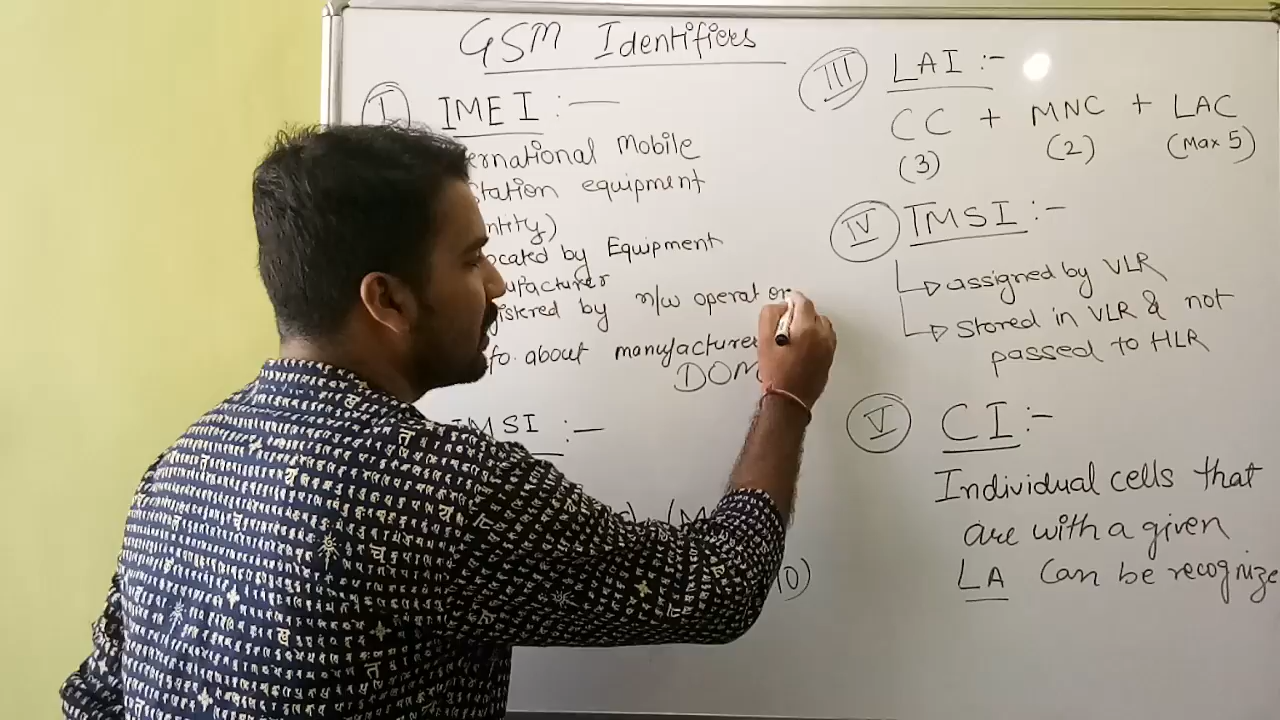 GSM Identifiers
I IMEI :-
ernational Mobile
Station equipment
ntity)
ocated by Equipment
ufacturer
istered by n/w operator
fo. about manufacturer
DOM
IMSI :-
10)
III LAI :-
CC + MNC + LAC
(3) (2) (Max 5)
IV TMSI :-
assigned by VLR
Stored in VLR & not
passed to HLR
V CI :-
Individual cells that
are with a given
LA can be recognize